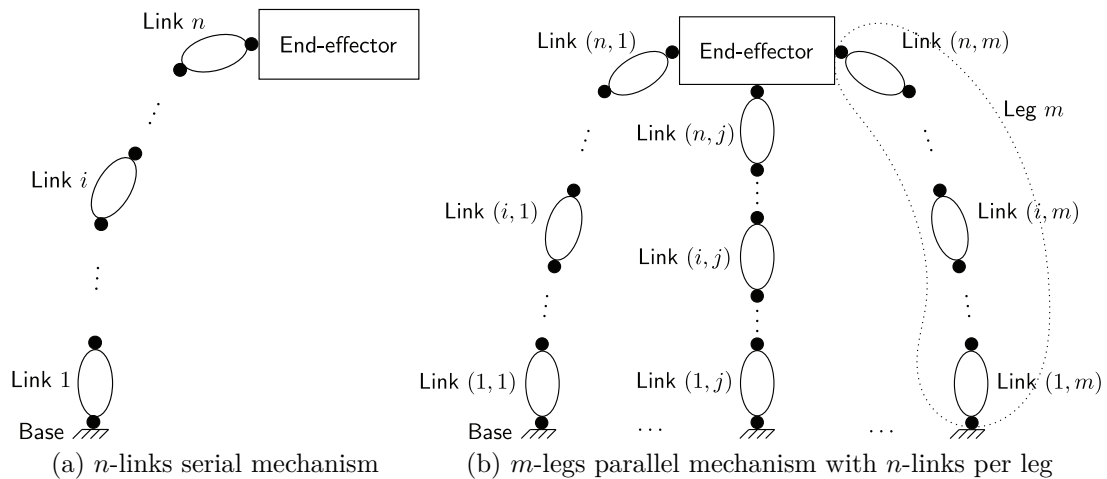 Link n
End-effector
Link i
Link 1
Base
(a) n-links serial mechanism
Link (n, 1)
End-effector
Link (n, m)
Leg m
Link (n, j)
Link (i, 1)
Link (i, j)
Link (i, m)
Link (1, 1)
Link (1, j)
Link (1, m)
Base
(b) m-legs parallel mechanism with n-links per leg